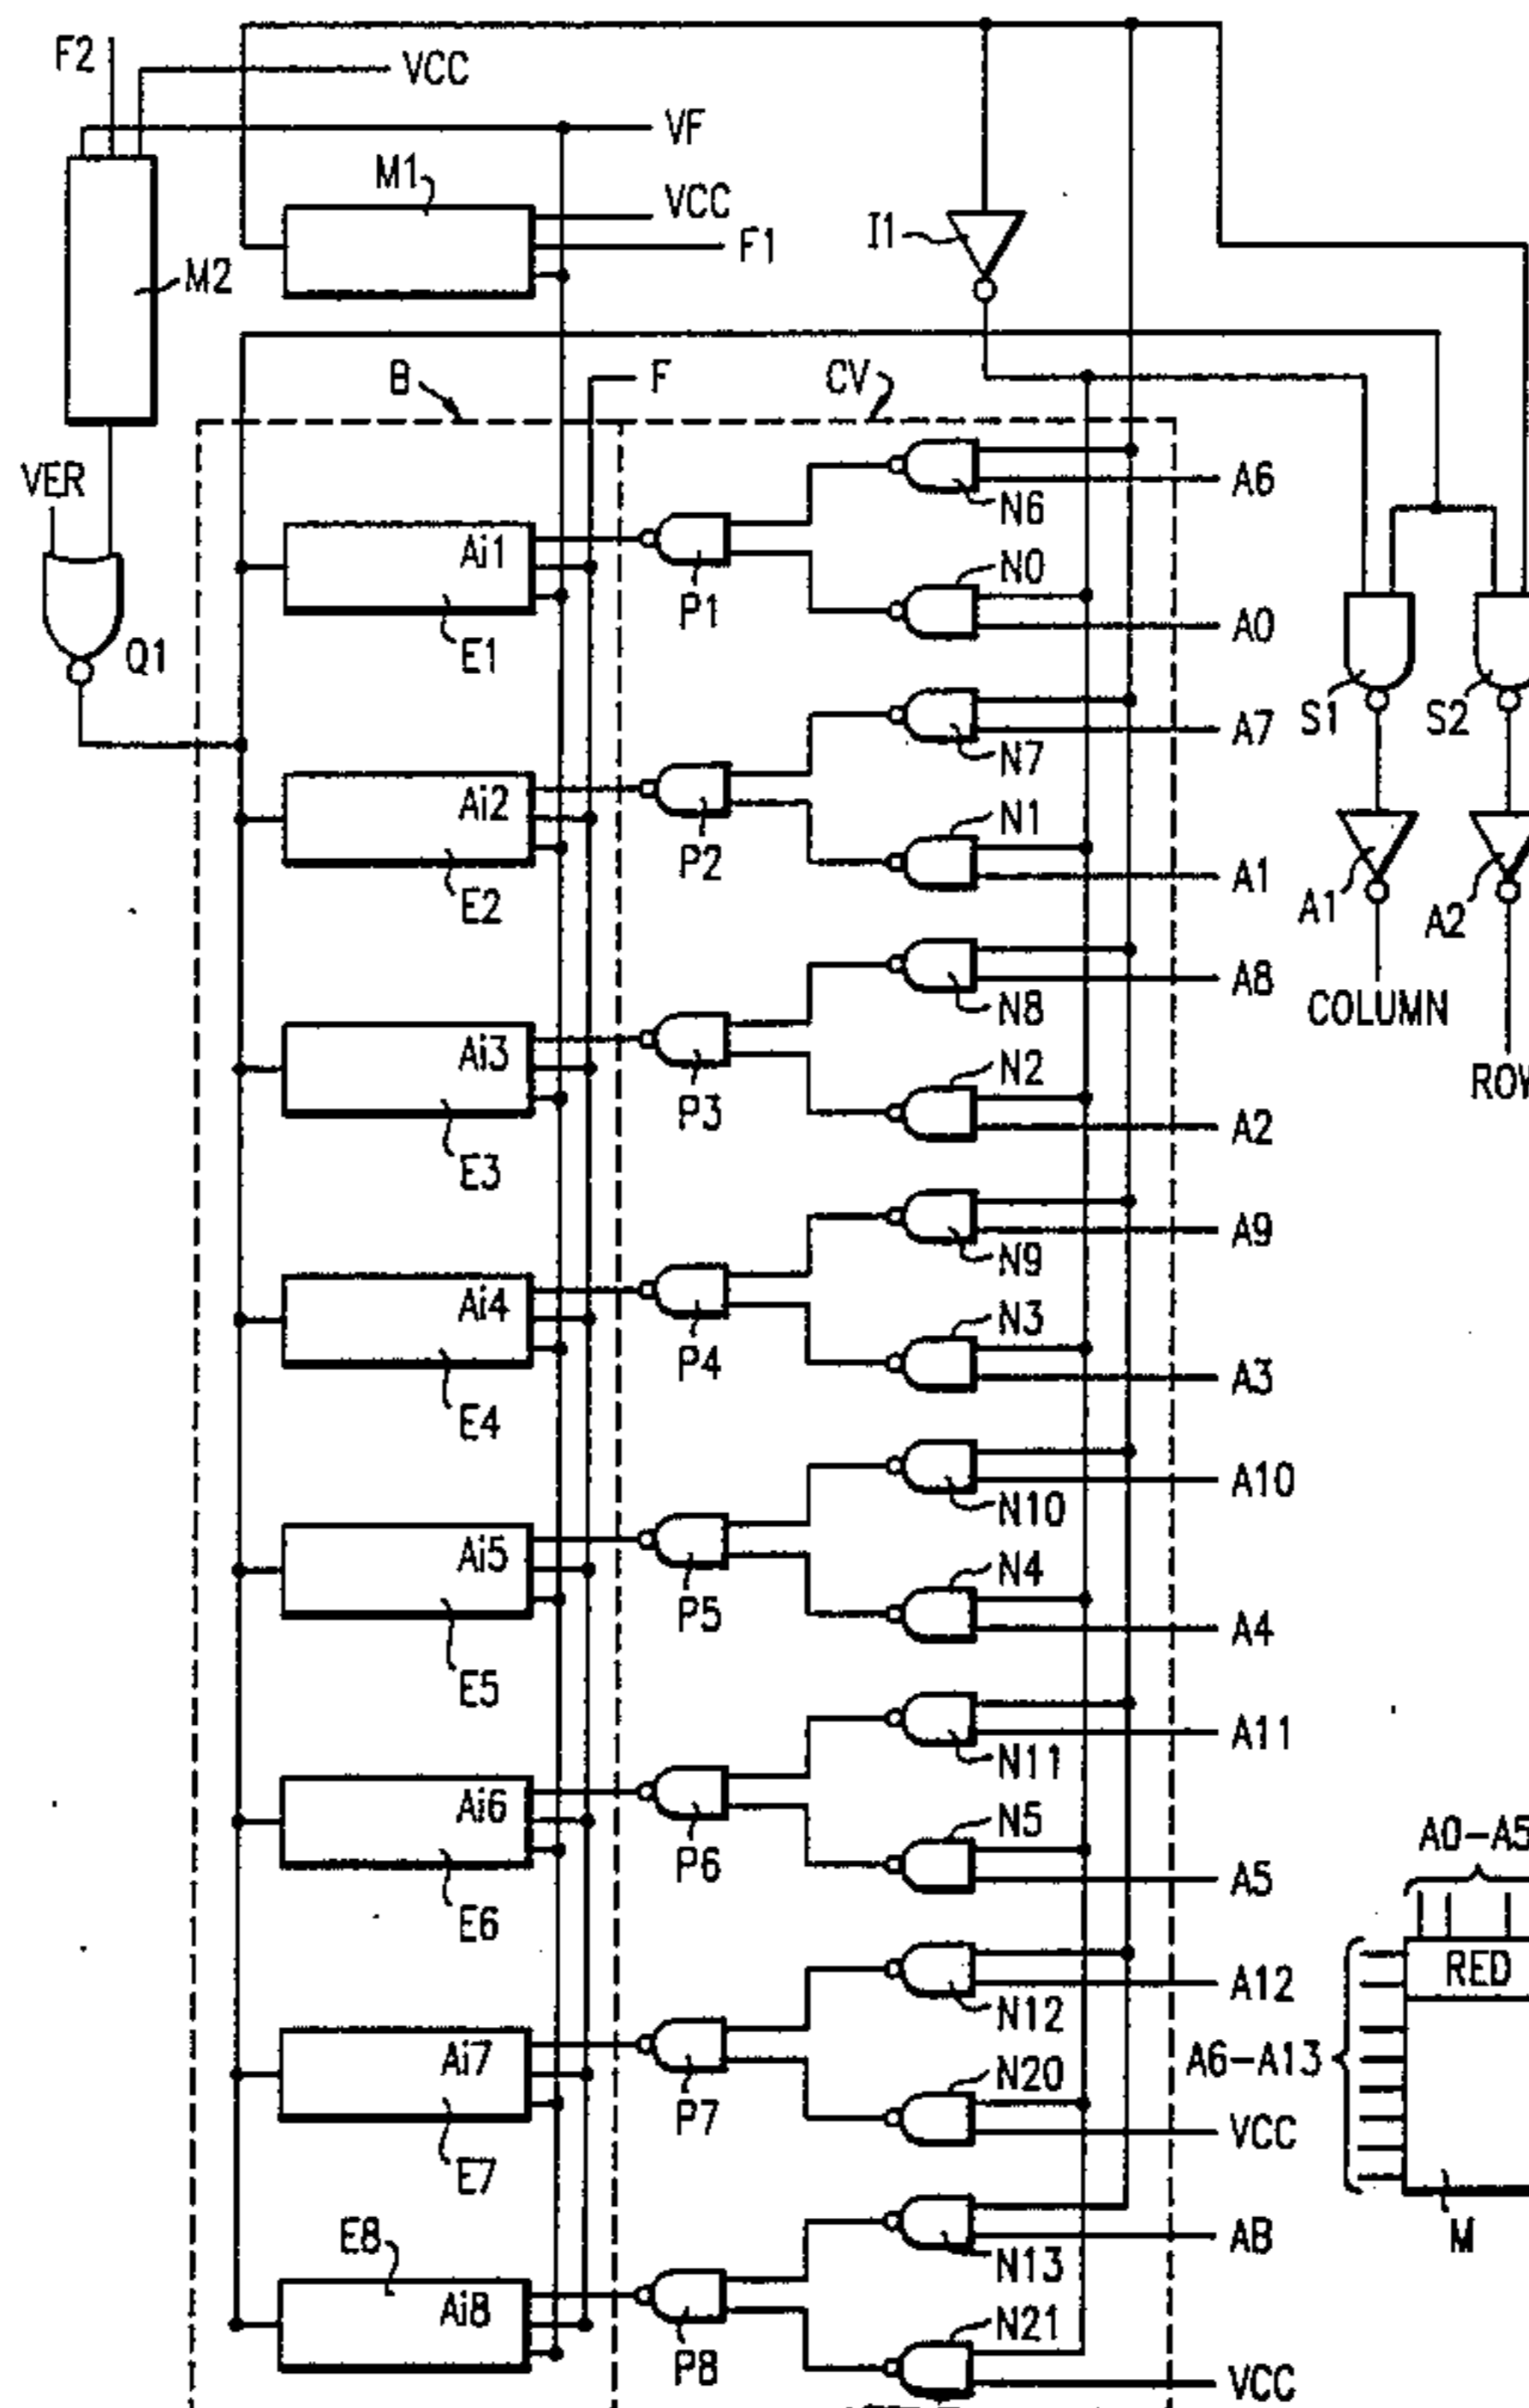 F2
VCC
VF
M1
VCC
I1
F1
M2
B
F
CV
VER
A6
N6
Ai1
N0
P1
A0
Q1
E1
S1
S2
A7
N7
Ai2
N1
P2
A1
E2
A1
A2
A8
COLUMN
N8
Ai3
N2
ROW
P3
A2
E3
A9
N9
Ai4
N3
P4
A3
E4
A10
N10
Ai5
N4
P5
A4
E5
A11
N11
Ai6
N5
A0-A5
P6
A5
E6
RED
A12
N12
Ai7
A6-A13
N20
P7
VCC
E7
AB
M
E8
N13
Ai8
N21
P8
VCC